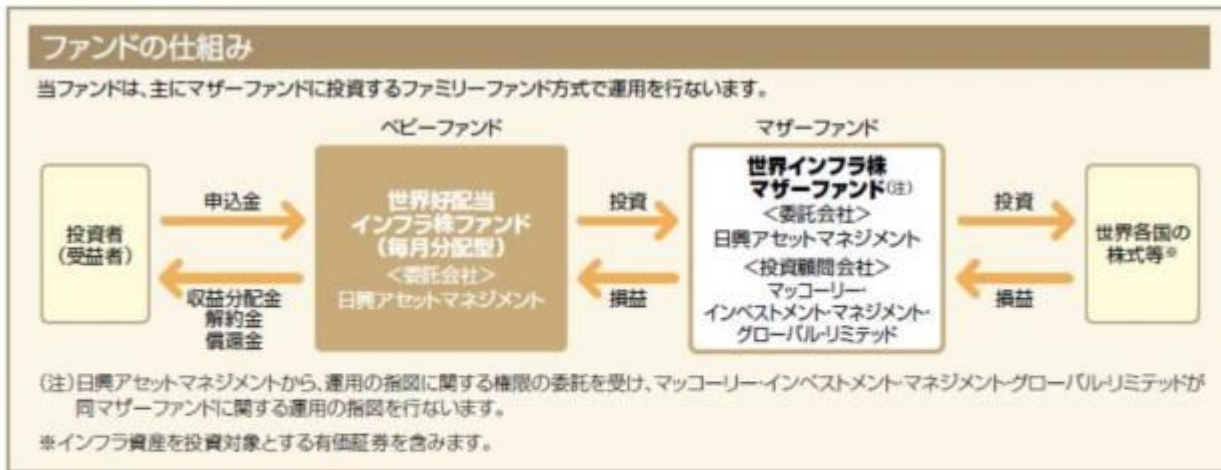 ファンドの仕組み
当ファンドは、主にマザーファンドに投資するファミリーファンド方式で運用を行ないます。
ベビーファンド
マザーファンド
投資者
(受益者)
申込金
収益分配金
解約金
償還金
世界好配当
インフラ株ファンド
(毎月分配型)
<委託会社>
日興アセットマネジメント
投資
損益
世界インフラ株
マザーファンド(注)
<委託会社>
日興アセットマネジメント
<投資顧問会社>
マッコーリー・
インベストメント・マネジメント・
グローバル・リミテッド
投資
損益
世界各国の
株式等※
(注)日興アセットマネジメントから、運用の指図に関する権限の委託を受け、マッコーリー・インベストメント・マネジメント・グローバル・リミテッドが
同マザーファンドに関する運用の指図を行ないます。
※インフラ資産を投資対象とする有価証券を含みます。